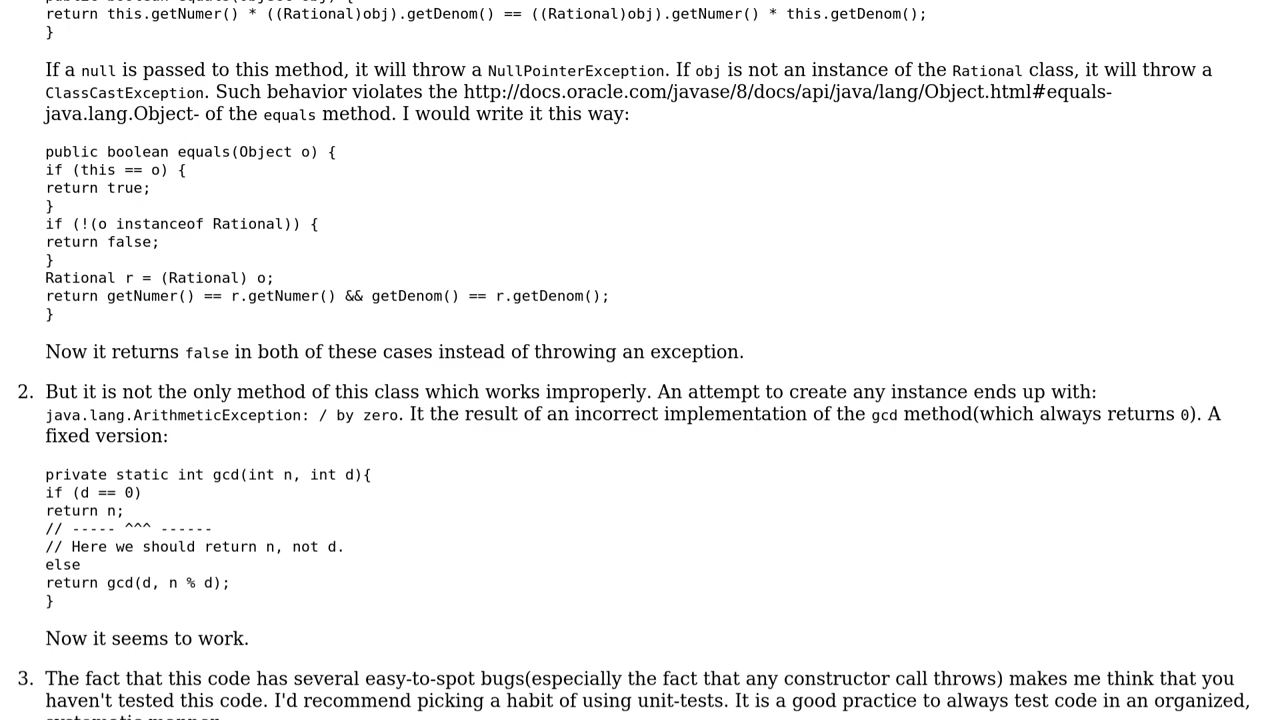 return this.getNumer() * ((Rational)obj).getDenom() == ((Rational)obj).getNumer() * this.getDenom();
}
If a null is passed to this method, it will throw a NullPointerException. If obj is not an instance of the Rational class, it will throw a
ClassCastException. Such behavior violates the http://docs.oracle.com/javase/8/docs/api/java/lang/Object.html#equals-
java.lang.Object- of the equals method. I would write it this way:
public boolean equals(Object o) {
if (this == o) {
return true;
}
if (!(o instanceof Rational)) {
return false;
}
Rational r = (Rational) o;
return getNumer() == r.getNumer() && getDenom() == r.getDenom();
}
Now it returns false in both of these cases instead of throwing an exception.
2. But it is not the only method of this class which works improperly. An attempt to create any instance ends up with:
java.lang.ArithmeticException: / by zero. It the result of an incorrect implementation of the gcd method(which always returns 0). A
fixed version:
private static int gcd(int n, int d){
if (d == 0)
return n;
// ----- ^^^ ------
// Here we should return n, not d.
else
return gcd(d, n % d);
}
Now it seems to work.
3. The fact that this code has several easy-to-spot bugs(especially the fact that any constructor call throws) makes me think that you
haven't tested this code. I'd recommend picking a habit of using unit-tests. It is a good practice to always test code in an organized,